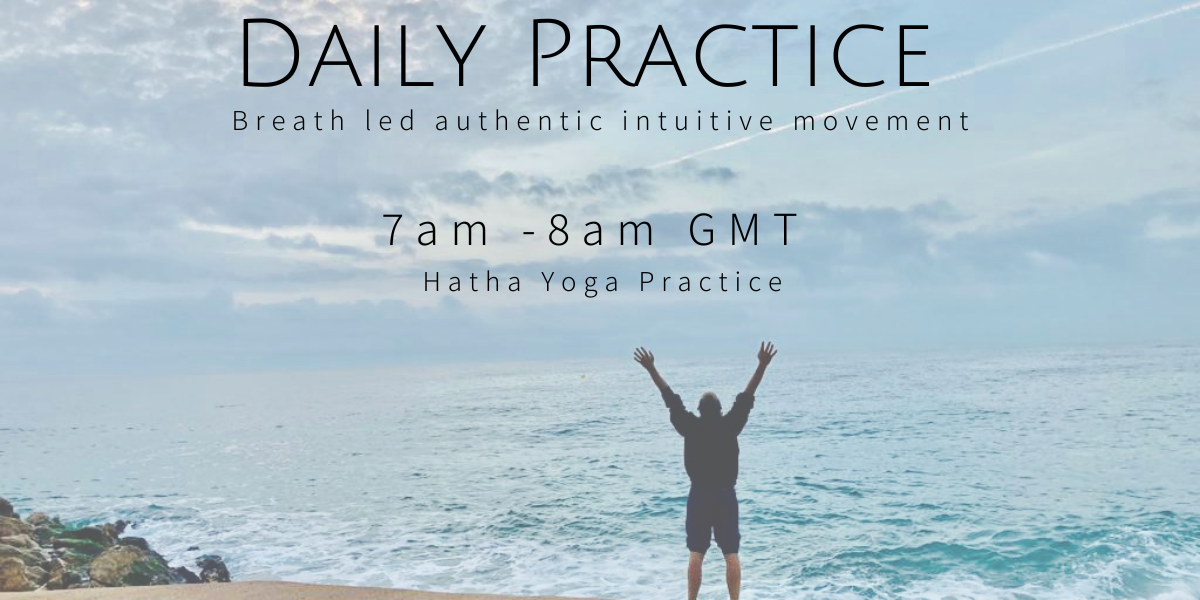 Daily Practice
Breath led authentic intuitive movement
7am -8am GMT
Hatha Yoga Practice